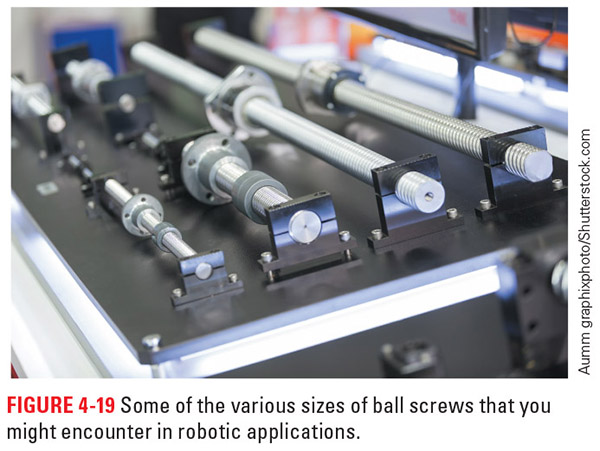 Aumm graphixphoto/Shutterstock.com
FIGURE 4-19 Some of the various sizes of ball screws that you
might encounter in robotic applications.